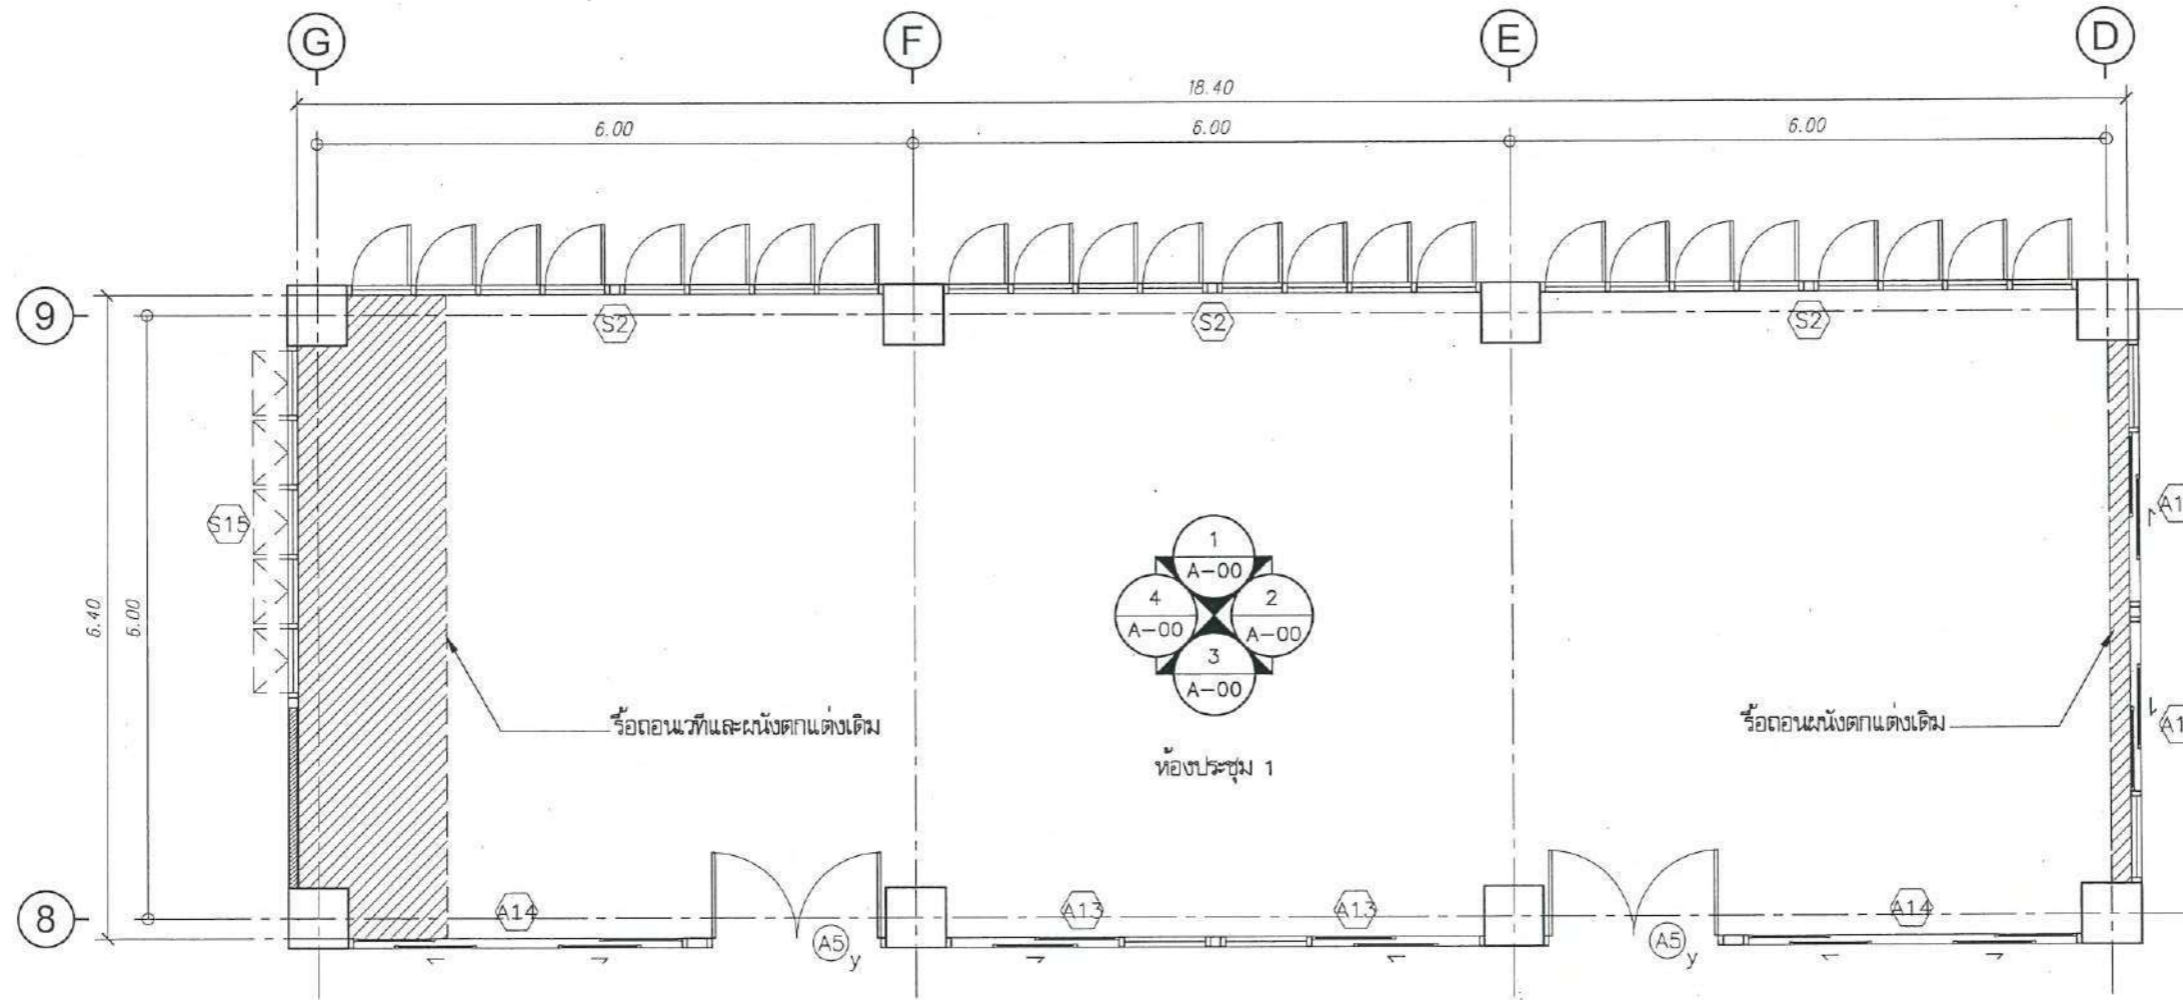 G F E D
18.40
6.00 6.00 6.00
9
S2 S2 S2
S15
1
A-00
4 2
A-00 A-00
3
A-00
6.40 6.00
รื้อถอนเวทีและผนังตกแต่งเดิม
รื้อถอนผนังตกแต่งเดิม
ห้องประชุม 1
8
A14 A13 A13 A14
A5 y A5 y